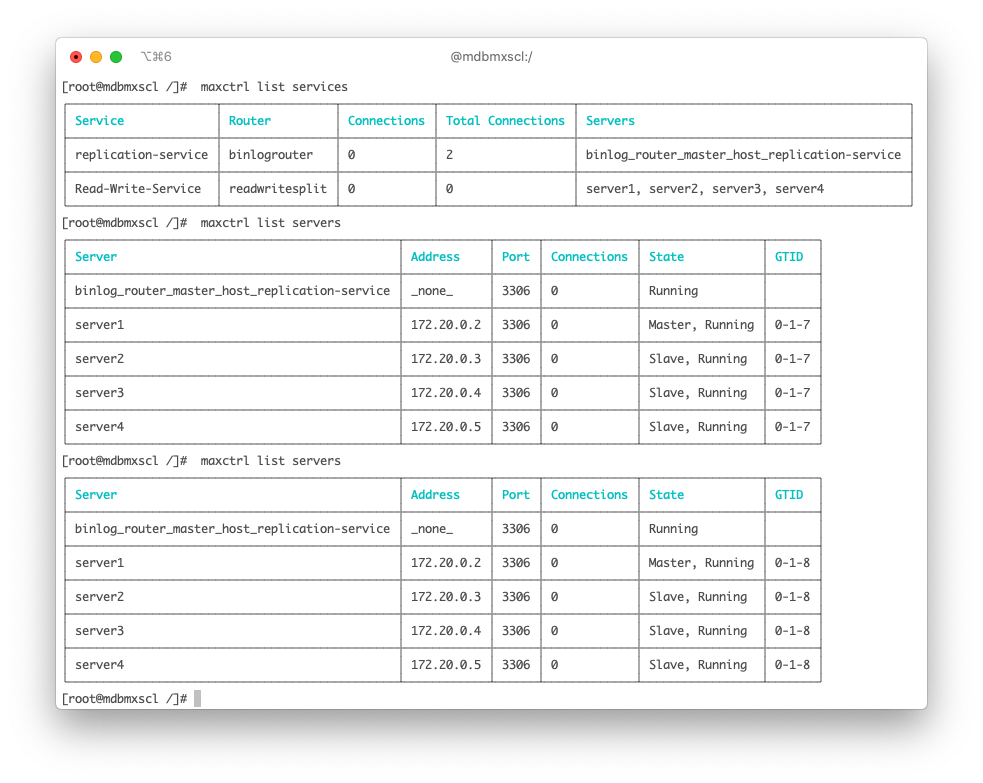 ⌥⌘6 @mdbmxscl:/
[root@mdbmxscl /]# maxctrl list services
Service Router Connections Total Connections Servers
replication-service binlogrouter 0 2 binlog_router_master_host_replication-service
Read-Write-Service readwritesplit 0 0 server1, server2, server3, server4
[root@mdbmxscl /]# maxctrl list servers
Server Address Port Connections State GTID
binlog_router_master_host_replication-service _none_ 3306 0 Running
server1 172.20.0.2 3306 0 Master, Running 0-1-7
server2 172.20.0.3 3306 0 Slave, Running 0-1-7
server3 172.20.0.4 3306 0 Slave, Running 0-1-7
server4 172.20.0.5 3306 0 Slave, Running 0-1-7
[root@mdbmxscl /]# maxctrl list servers
Server Address Port Connections State GTID
binlog_router_master_host_replication-service _none_ 3306 0 Running
server1 172.20.0.2 3306 0 Master, Running 0-1-8
server2 172.20.0.3 3306 0 Slave, Running 0-1-8
server3 172.20.0.4 3306 0 Slave, Running 0-1-8
server4 172.20.0.5 3306 0 Slave, Running 0-1-8
[root@mdbmxscl /]#